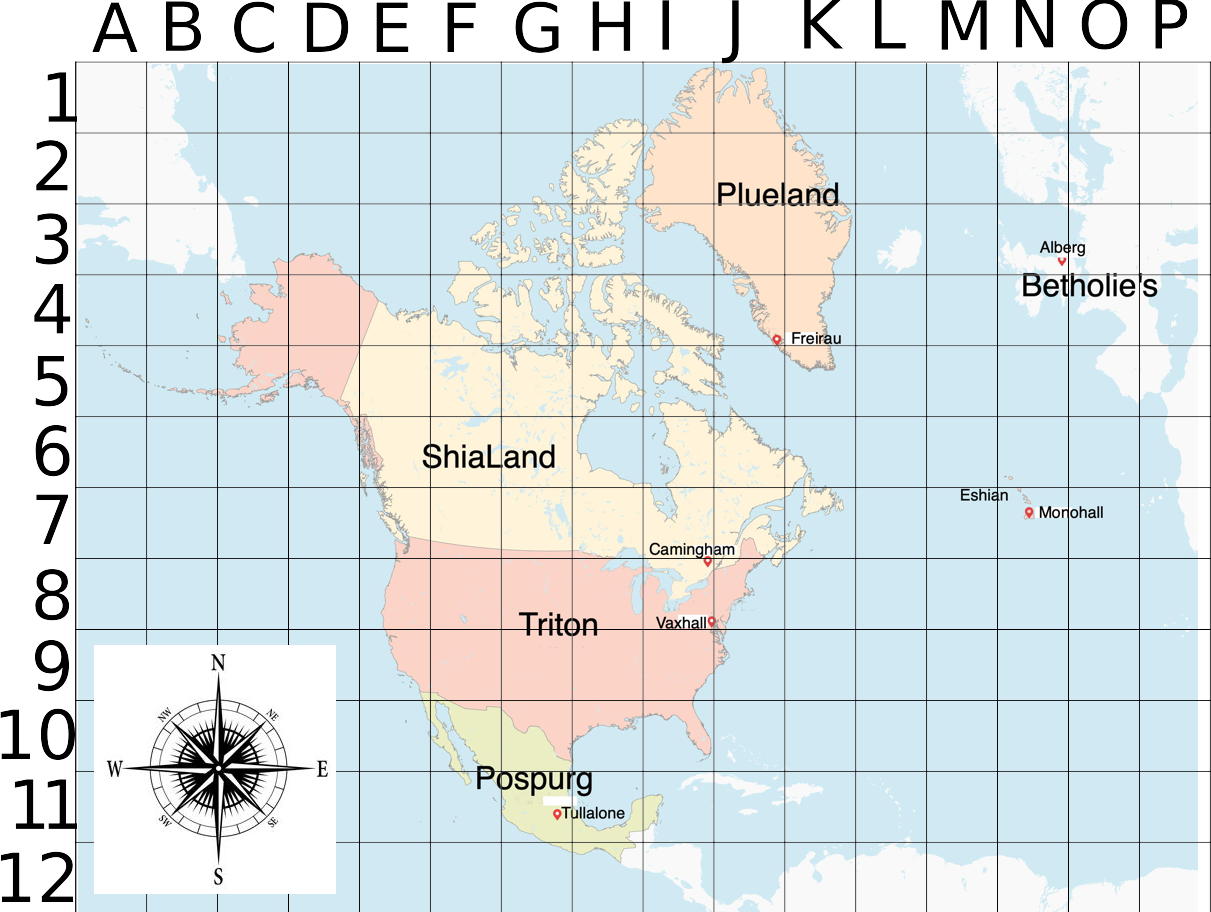 A B C D E F G H I J K L M N O P
1
2
Plueland
3
Alberg
4
Betholie's
Freirau
5
6
ShiaLand
7
Eshian
Monohall
Camingham
8
Triton
Vaxhall
9
N
NW NE
10
W E
Pospurg
11
Tullalone
SW SE
12
S